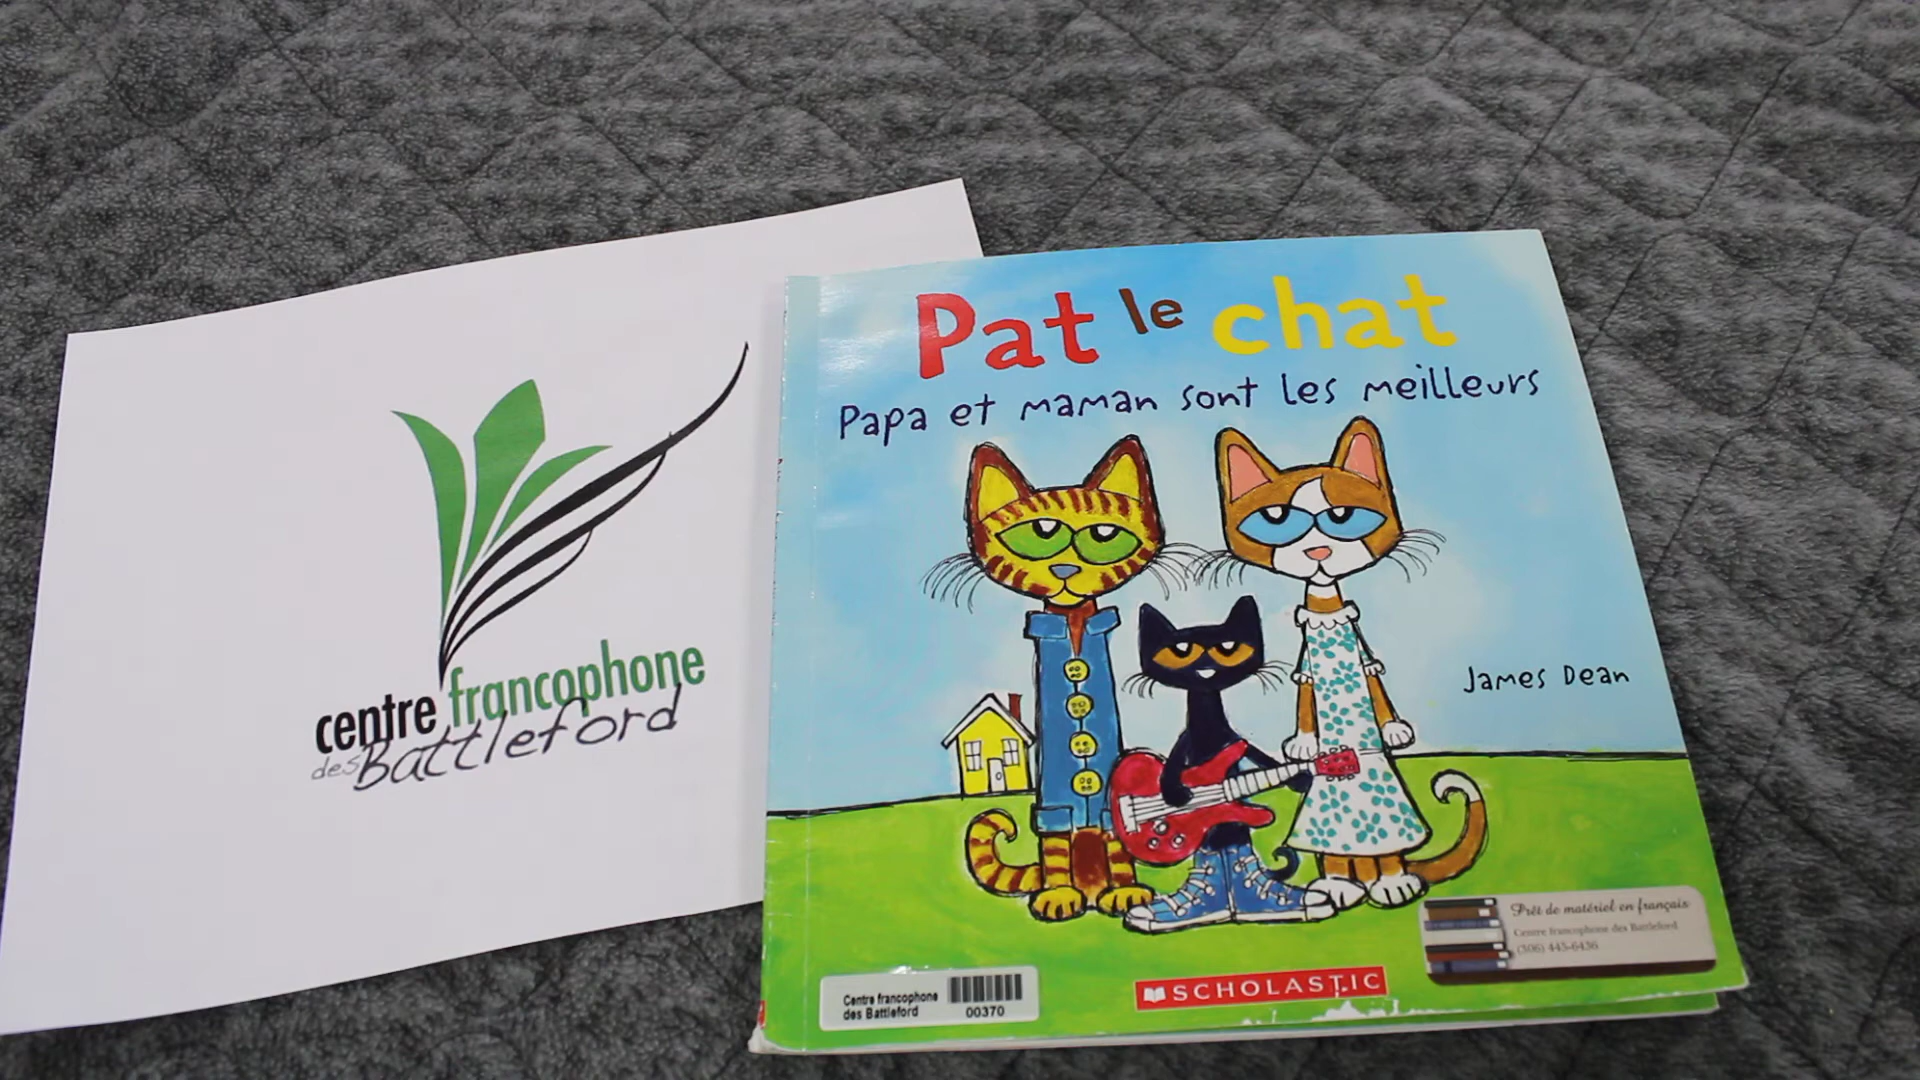 centre francophone
des Battleford
Pat le chat
Papa et maman sont les meilleurs
James Dean
Prêt de matériel en français
Centre francophone des Battleford
(306) 445-6436
SCHOLASTIC
Centre francophone
des Battleford
00370